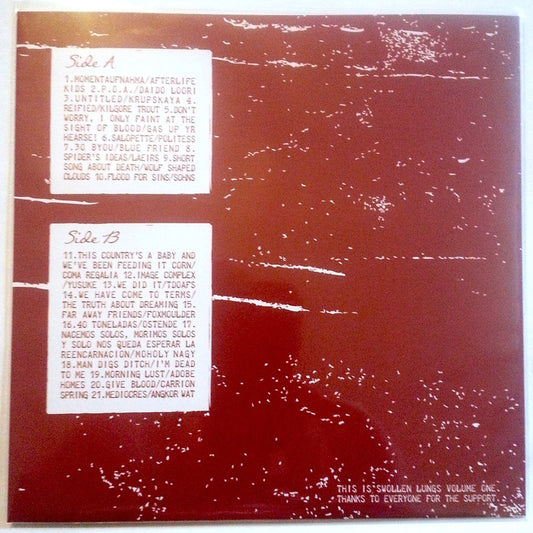 Side A
1.MOMENTAUFNAHMA/AFTERLIFE
KIDS 2.P.O.A./DAIDO LOORI
3.UNTITLED/KRUPSKAYA 4.
REIFIED/KILGORE TROUT 5.DON'T
WORRY, I ONLY FAINT AT THE
SIGHT OF BLOOD/GAS UP YR
HEARSE! 6.SALOPETTE/POLITESS
7.30 BYOU/BLUE FRIEND 8.
SPIDER'S IDEAS/LAEIRS 9.SHORT
SONG ABOUT DEATH/WOLF SHAPED
CLOUDS 10.FLOOD FOR SINS/SOHNS
Side B
11.THIS COUNTRY'S A BABY AND
WE'VE BEEN FEEDING IT CORN/
COMA REGALIA 12.IMAGE COMPLEX
/YUSUKE 13.WE DID IT/TDOAFS
14.WE HAVE COME TO TERMS/
THE TRUTH ABOUT DREAMING 15.
FAR AWAY FRIENDS/FOXMOULDER
16.40 TONELADAS/OSTENDE 17.
NACEMOS SOLOS, MORIMOS SOLOS
Y SOLO NOS QUEDA ESPERAR LA
REENCARNACION/MOHOLY NAGY
18.MAN DIGS DITCH/I'M DEAD
TO ME 19.MORNING LUST/ADOBE
HOMES 20.GIVE BLOOD/CARRION
SPRING 21.MEDIOCRES/ANGKOR WAT
THIS IS SWOLLEN LUNGS VOLUME ONE.
THANKS TO EVERYONE FOR THE SUPPORT.